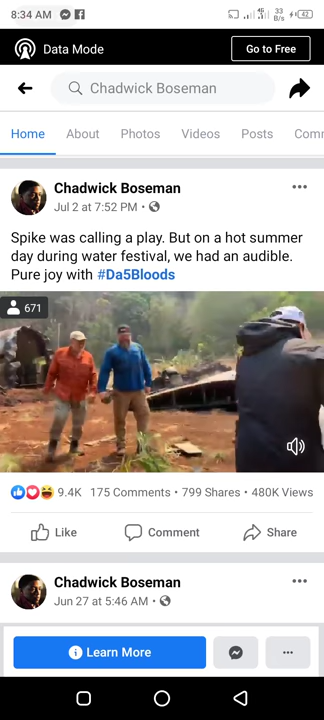 8:34 AM
4G
33 B/s
42
Data Mode
Go to Free
Chadwick Boseman
Home
About
Photos
Videos
Posts
Comm
Chadwick Boseman
Jul 2 at 7:52 PM •
Spike was calling a play. But on a hot summer
day during water festival, we had an audible.
Pure joy with #Da5Bloods
671
9.4K 175 Comments • 799 Shares • 480K Views
Like
Comment
Share
Chadwick Boseman
Jun 27 at 5:46 AM •
Learn More